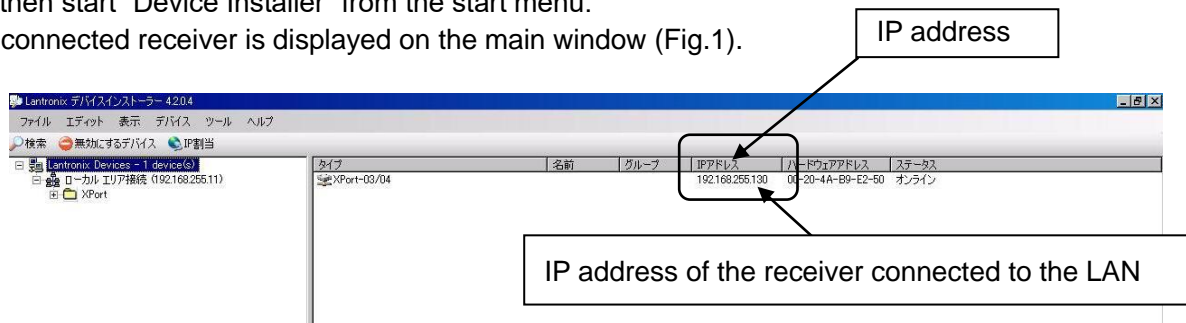 then start "Device Installer" from the start menu.
connected receiver is displayed on the main window (Fig.1).
IP address
Lantronix デバイスインストーラー 4.2.0.4
ファイル エディット 表示 デバイス ツール ヘルプ
検索 無効にするデバイス IP割当
Lantronix Devices - 1 device(s)
ローカル エリア接続 (192.168.255.11)
XPort
タイプ 名前 グループ IPアドレス ハードウェアアドレス ステータス
XPort-03/04 192.168.255.130 00-20-4A-B9-E2-50 オンライン
IP address of the receiver connected to the LAN